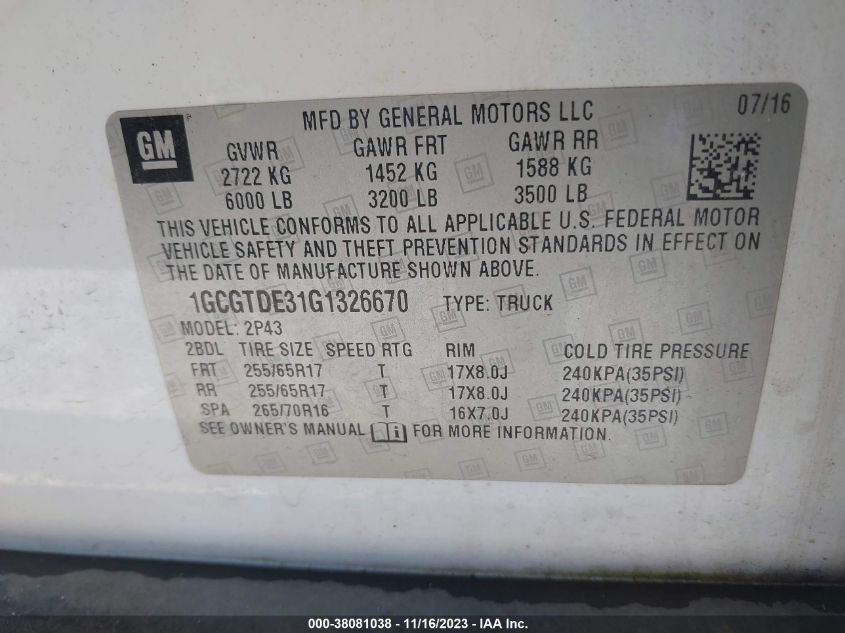 MFD BY GENERAL MOTORS LLC 07/16
GM
GVWR GAWR FRT GAWR RR
2722 KG 1452 KG 1588 KG
6000 LB 3200 LB 3500 LB
THIS VEHICLE CONFORMS TO ALL APPLICABLE U.S. FEDERAL MOTOR
VEHICLE SAFETY AND THEFT PREVENTION STANDARDS IN EFFECT ON
THE DATE OF MANUFACTURE SHOWN ABOVE.
1GCGTDE31G1326670 TYPE: TRUCK
MODEL: 2P43
2BDL TIRE SIZE SPEED RTG RIM COLD TIRE PRESSURE
FRT 255/65R17 T 17X8.0J 240KPA(35PSI)
RR 255/65R17 T 17X8.0J 240KPA(35PSI)
SPA 265/70R16 T 16X7.0J 240KPA(35PSI)
SEE OWNER'S MANUAL FOR MORE INFORMATION.
000-38081038 - 11/16/2023 - IAA Inc.